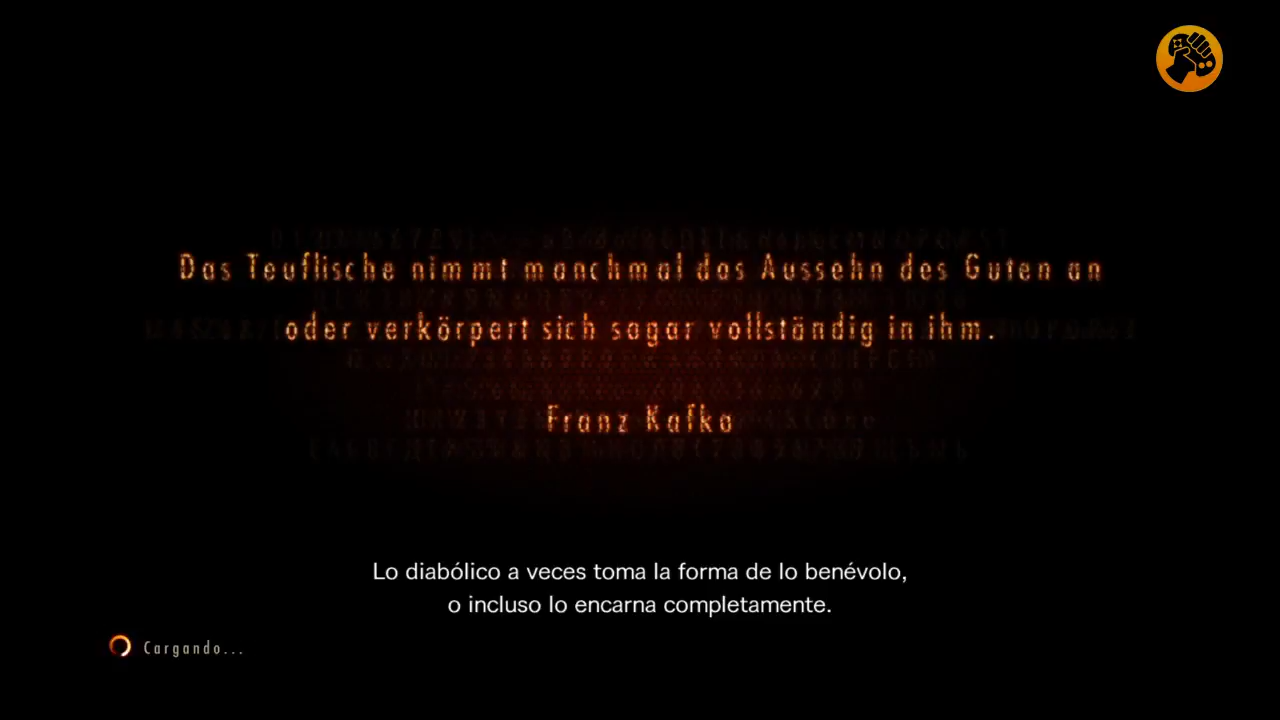 Das Teuflische nimmt manchmal das Aussehn des Guten an
oder verkörpert sich sogar vollständig in ihm.
Franz Kafka
Lo diabólico a veces toma la forma de lo benévolo,
o incluso lo encarna completamente.
Cargando...